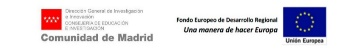 Dirección General de Investigación
e Innovación
CONSEJERÍA DE EDUCACIÓN
E INVESTIGACIÓN
Comunidad de Madrid
Fondo Europeo de Desarrollo Regional
Una manera de hacer Europa
Unión Europea